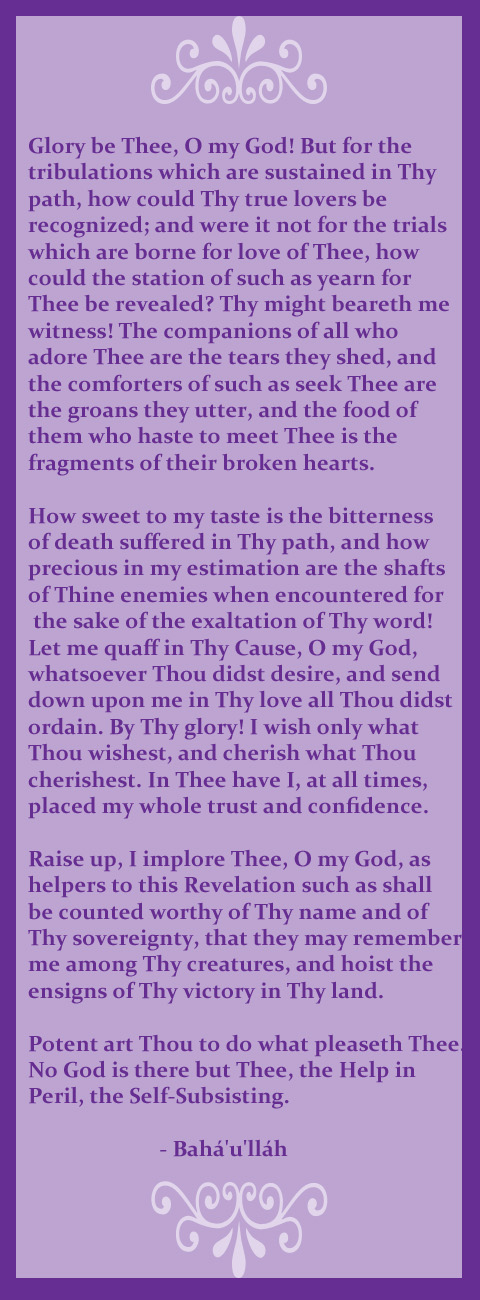 Glory be Thee, O my God! But for the
tribulations which are sustained in Thy
path, how could Thy true lovers be
recognized; and were it not for the trials
which are borne for love of Thee, how
could the station of such as yearn for
Thee be revealed? Thy might beareth me
witness! The companions of all who
adore Thee are the tears they shed, and
the comforters of such as seek Thee are
the groans they utter, and the food of
them who haste to meet Thee is the
fragments of their broken hearts.

How sweet to my taste is the bitterness
of death suffered in Thy path, and how
precious in my estimation are the shafts
of Thine enemies when encountered for
the sake of the exaltation of Thy word!
Let me quaff in Thy Cause, O my God,
whatsoever Thou didst desire, and send
down upon me in Thy love all Thou didst
ordain. By Thy glory! I wish only what
Thou wishest, and cherish what Thou
cherishest. In Thee have I, at all times,
placed my whole trust and confidence.

Raise up, I implore Thee, O my God, as
helpers to this Revelation such as shall
be counted worthy of Thy name and of
Thy sovereignty, that they may remember
me among Thy creatures, and hoist the
ensigns of Thy victory in Thy land.

Potent art Thou to do what pleaseth Thee.
No God is there but Thee, the Help in
Peril, the Self-Subsisting.

- Bahá'u'lláh